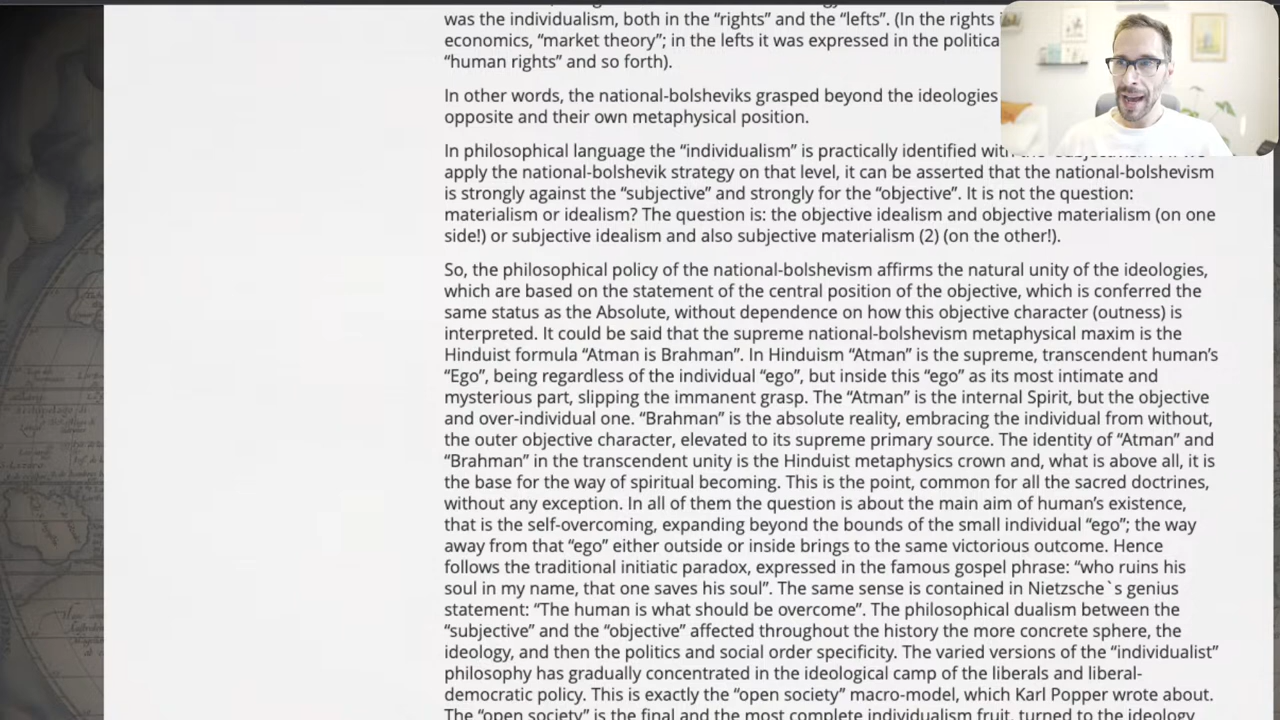 was the individualism, both in the “rights” and the “lefts”. (In the rights
economics, “market theory”; in the lefts it was expressed in the politica
“human rights” and so forth).
In other words, the national-bolsheviks grasped beyond the ideologies
opposite and their own metaphysical position.
In philosophical language the “individualism” is practically identified with
apply the national-bolshevik strategy on that level, it can be asserted that the national-bolshevism
is strongly against the “subjective” and strongly for the “objective”. It is not the question:
materialism or idealism? The question is: the objective idealism and objective materialism (on one
side!) or subjective idealism and also subjective materialism (2) (on the other!).
So, the philosophical policy of the national-bolshevism affirms the natural unity of the ideologies,
which are based on the statement of the central position of the objective, which is conferred the
same status as the Absolute, without dependence on how this objective character (outness) is
interpreted. It could be said that the supreme national-bolshevism metaphysical maxim is the
Hinduist formula “Atman is Brahman”. In Hinduism “Atman” is the supreme, transcendent human’s
“Ego”, being regardless of the individual “ego”, but inside this “ego” as its most intimate and
mysterious part, slipping the immanent grasp. The “Atman” is the internal Spirit, but the objective
and over-individual one. “Brahman” is the absolute reality, embracing the individual from without,
the outer objective character, elevated to its supreme primary source. The identity of “Atman” and
“Brahman” in the transcendent unity is the Hinduist metaphysics crown and, what is above all, it is
the base for the way of spiritual becoming. This is the point, common for all the sacred doctrines,
without any exception. In all of them the question is about the main aim of human’s existence,
that is the self-overcoming, expanding beyond the bounds of the small individual “ego”; the way
away from that “ego” either outside or inside brings to the same victorious outcome. Hence
follows the traditional initiatic paradox, expressed in the famous gospel phrase: “who ruins his
soul in my name, that one saves his soul”. The same sense is contained in Nietzsche`s genius
statement: “The human is what should be overcome”. The philosophical dualism between the
“subjective” and the “objective” affected throughout the history the more concrete sphere, the
ideology, and then the politics and social order specificity. The varied versions of the “individualist”
philosophy has gradually concentrated in the ideological camp of the liberals and liberal-
democratic policy. This is exactly the “open society” macro-model, which Karl Popper wrote about.
The “open society” is the final and the most complete individualism fruit, turned to the ideology